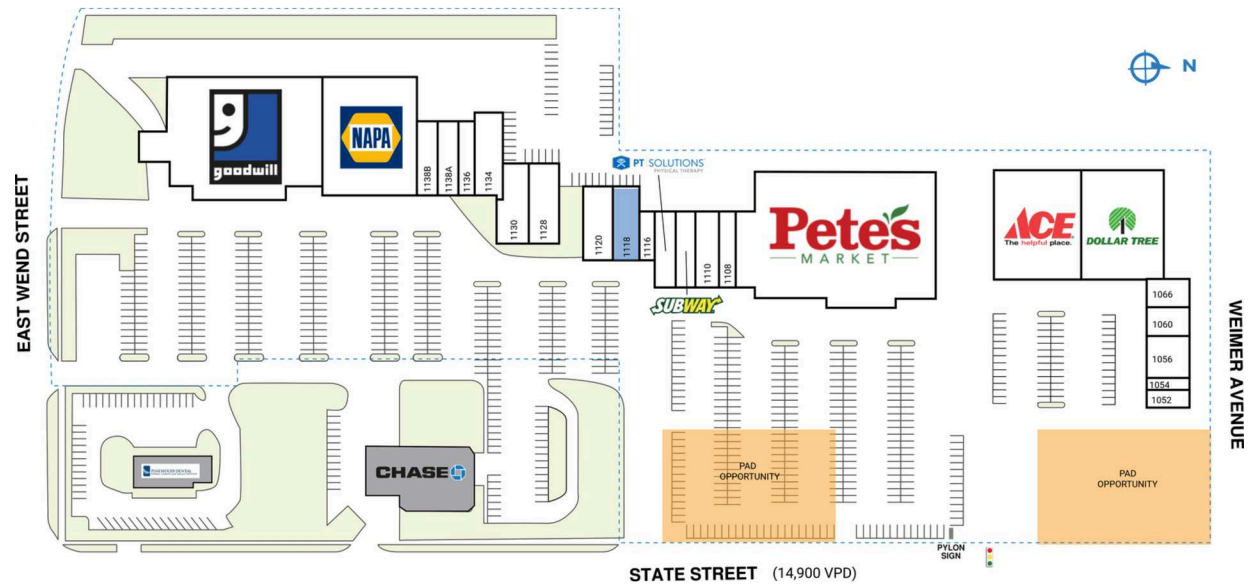 N
goodwill
NAPA
1138B
1138A
1136
1134
1130
1128
PT SOLUTIONS
PHYSICAL THERAPY
1120
1118
1116
SUBWAY
1110
1108
Pete's
MARKET
ACE
The helpful place.
DOLLAR TREE
1066
1060
1056
1054
1052
EAST WEND STREET
WEIMER AVENUE
CHASE
PAD
OPPORTUNITY
PAD
OPPORTUNITY
PYLON
SIGN
STATE STREET (14,900 VPD)